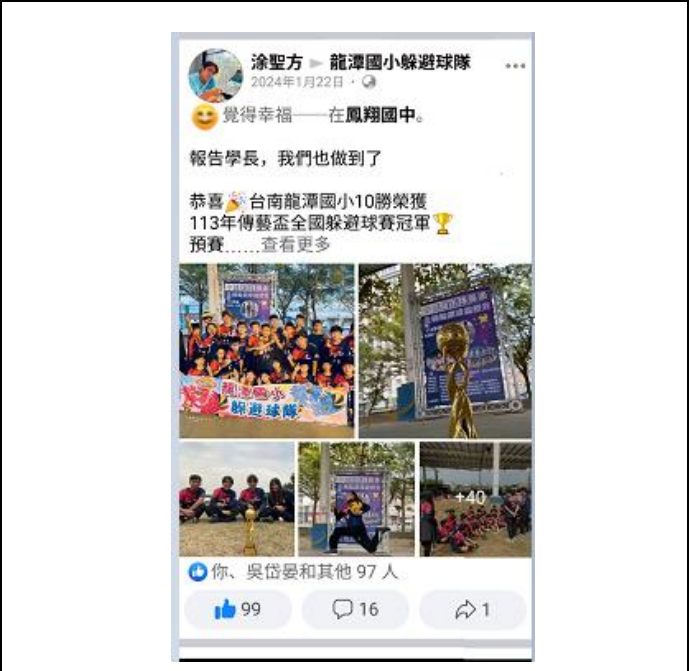 涂聖方 ▶ 龍潭國小躲避球隊
2024年1月22日
覺得幸福——在鳳翔國中。
報告學長，我們也做到了
恭喜🎉台南龍潭國小10勝榮獲
113年傳藝盃全國躲避球賽冠軍🏆
預賽……查看更多
龍潭國小
躲避球隊
+40
你、吳岱晏和其他 97 人
99
16
1